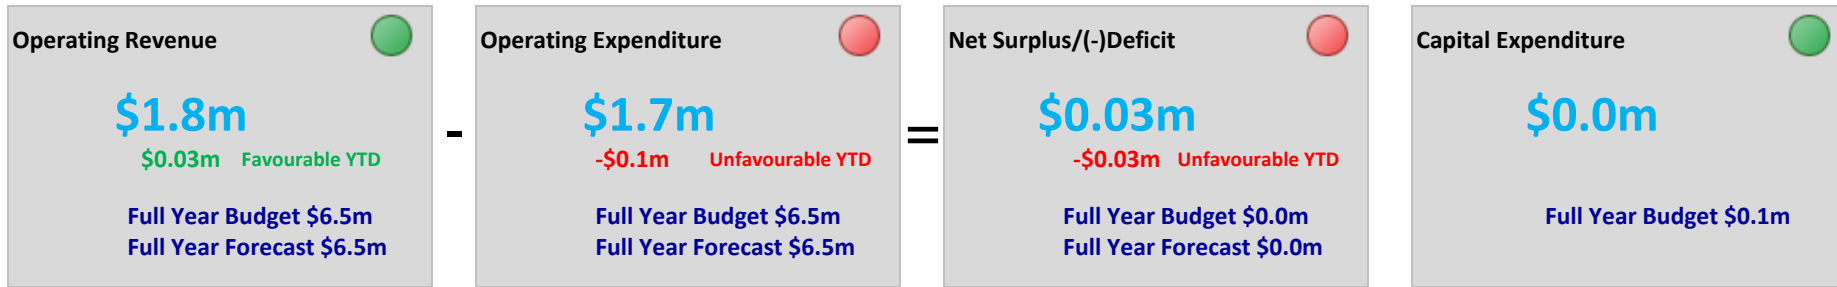 Operating Revenue
$1.8m
$0.03m Favourable YTD
Full Year Budget $6.5m
Full Year Forecast $6.5m
-
Operating Expenditure
$1.7m
-$0.1m Unfavourable YTD
Full Year Budget $6.5m
Full Year Forecast $6.5m
=
Net Surplus/(-)Deficit
$0.03m
-$0.03m Unfavourable YTD
Full Year Budget $0.0m
Full Year Forecast $0.0m
Capital Expenditure
$0.0m
Full Year Budget $0.1m